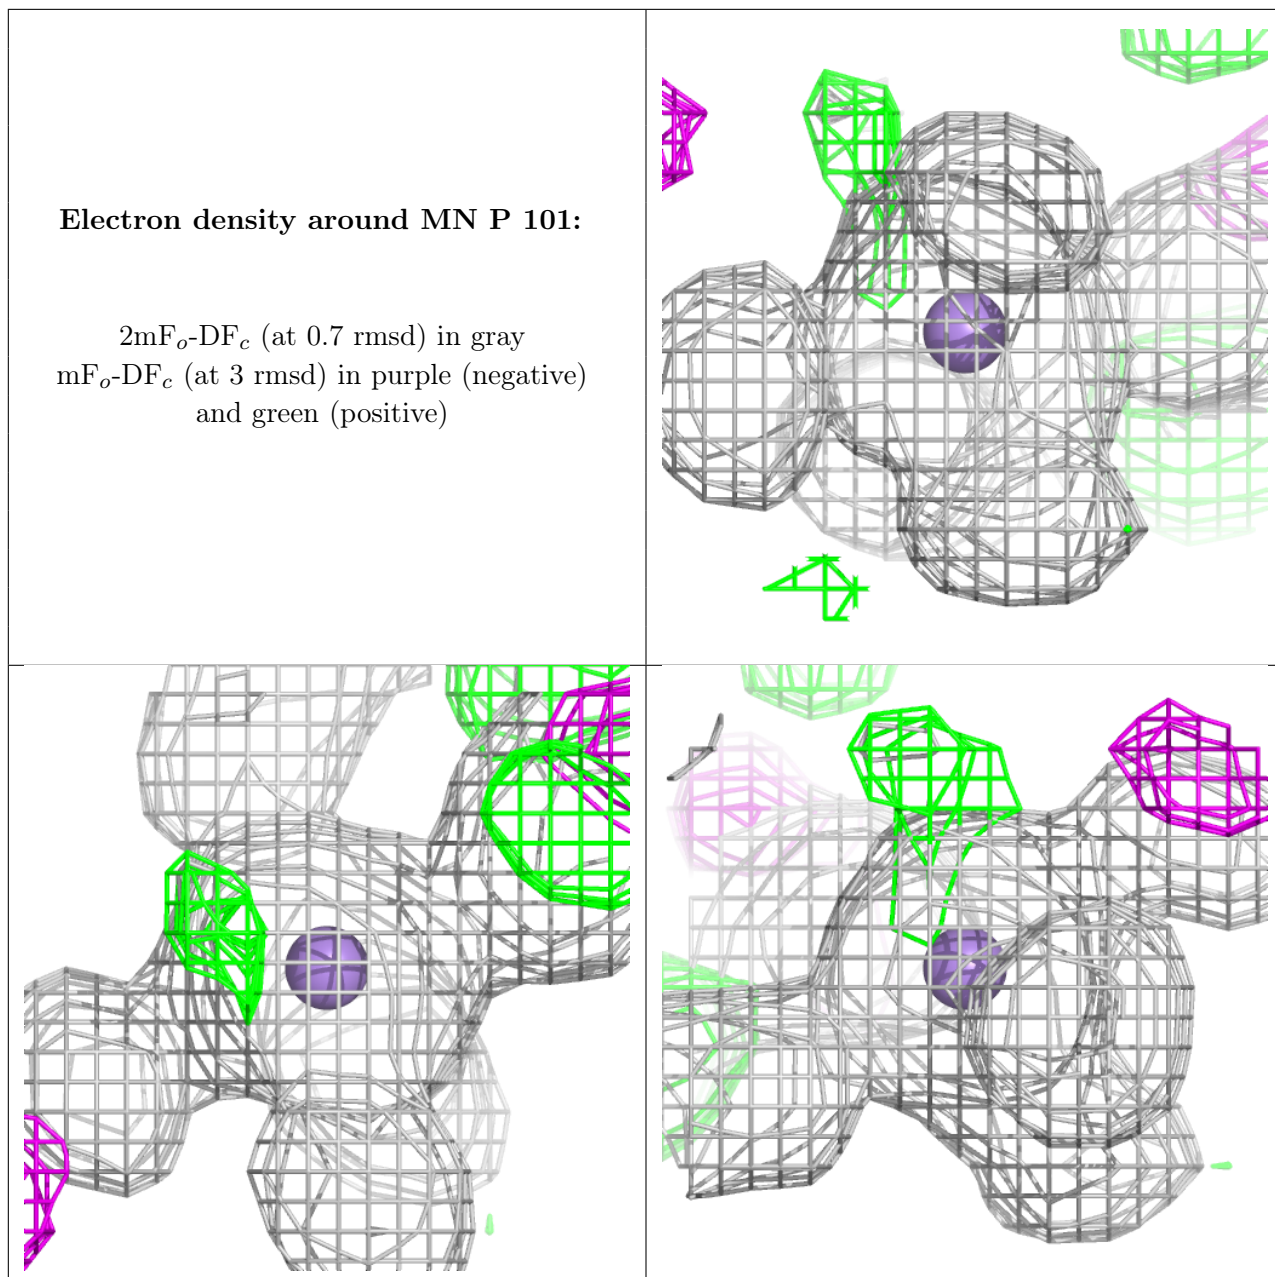 Electron density around MN P 101:
2mFo-DFc (at 0.7 rmsd) in gray
mFo-DFc (at 3 rmsd) in purple (negative)
and green (positive)